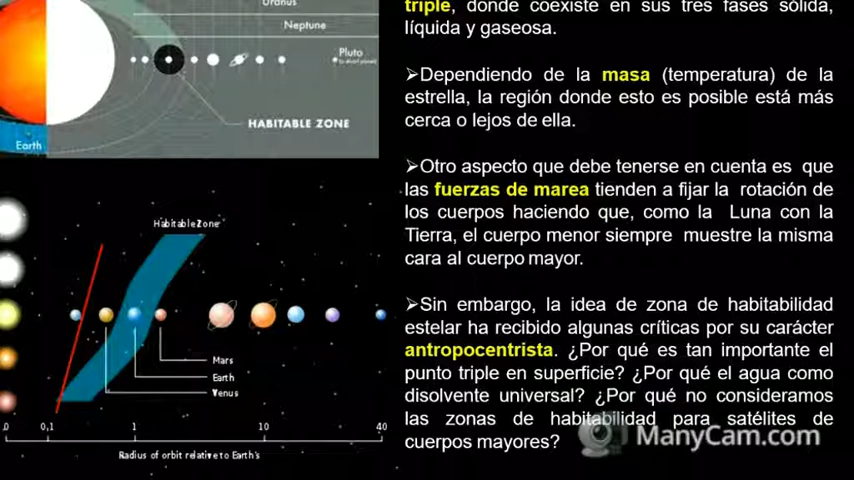 Uranus
Neptune
Pluto
HABITABLE ZONE
Earth
Habitable Zone
Mars
Earth
Venus
0,1 1 10 40
Radius of orbit relative to Earth's
triple, donde coexiste en sus tres fases sólida,
líquida y gaseosa.
➢Dependiendo de la masa (temperatura) de la
estrella, la región donde esto es posible está más
cerca o lejos de ella.
➢Otro aspecto que debe tenerse en cuenta es que
las fuerzas de marea tienden a fijar la rotación de
los cuerpos haciendo que, como la Luna con la
Tierra, el cuerpo menor siempre muestre la misma
cara al cuerpo mayor.
➢Sin embargo, la idea de zona de habitabilidad
estelar ha recibido algunas críticas por su carácter
antropocentrista. ¿Por qué es tan importante el
punto triple en superficie? ¿Por qué el agua como
disolvente universal? ¿Por qué no consideramos
las zonas de habitabilidad para satélites de
cuerpos mayores?
ManyCam.com